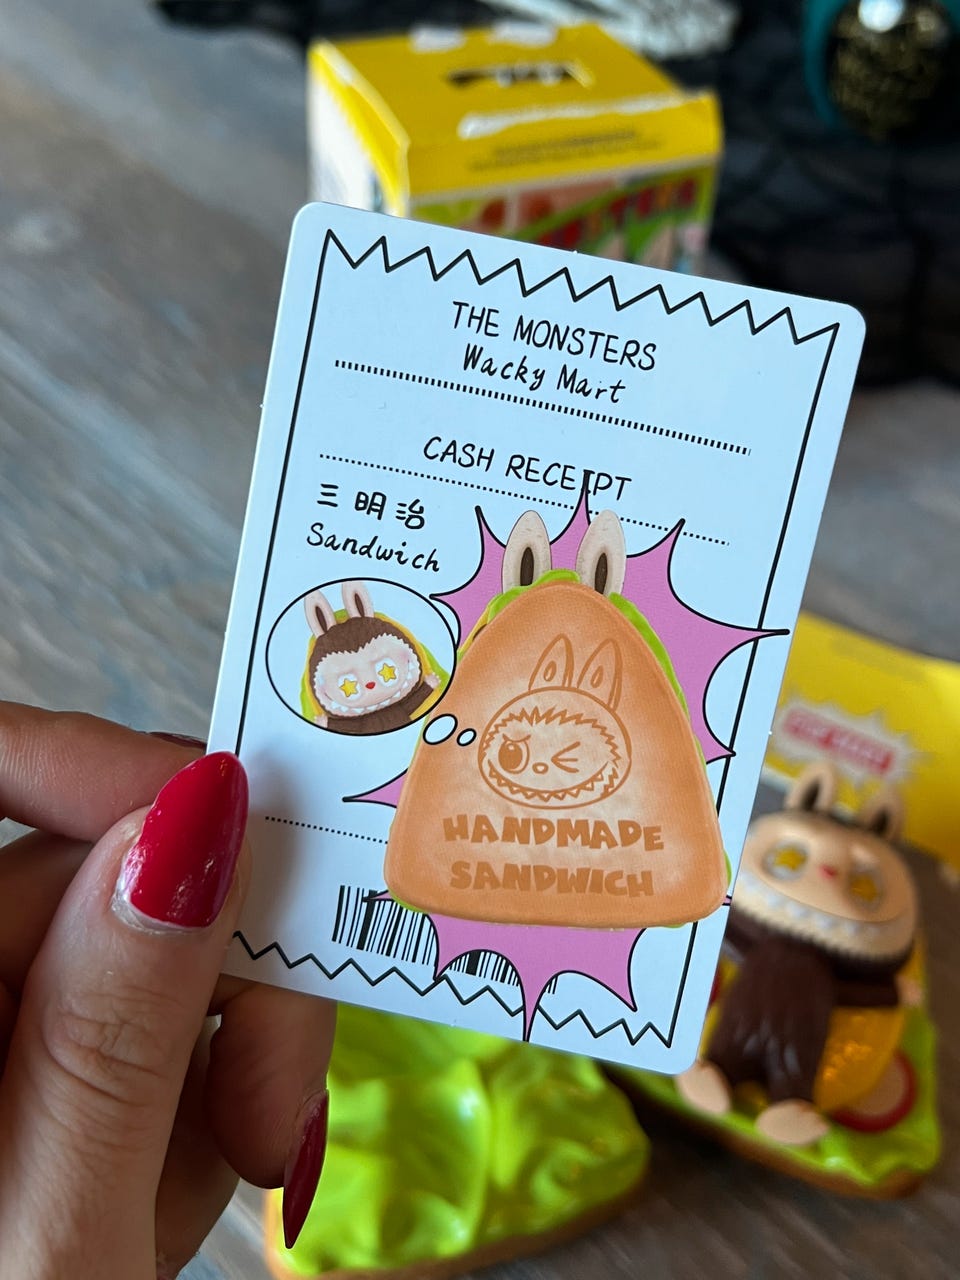 THE MONSTERS
Wacky Mart
CASH RECEIPT
三明治
Sandwich
HANDMADE
SANDWICH